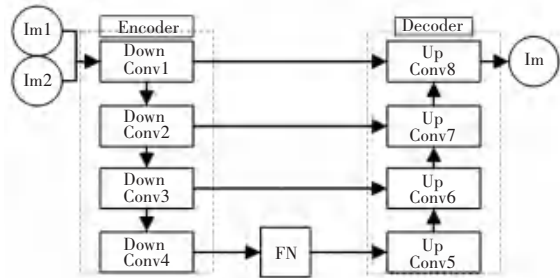 Im1
Im2
Encoder
Down
Conv1
Down
Conv2
Down
Conv3
Down
Conv4
FN
Decoder
Up
Conv8
Up
Conv7
Up
Conv6
Up
Conv5
Im